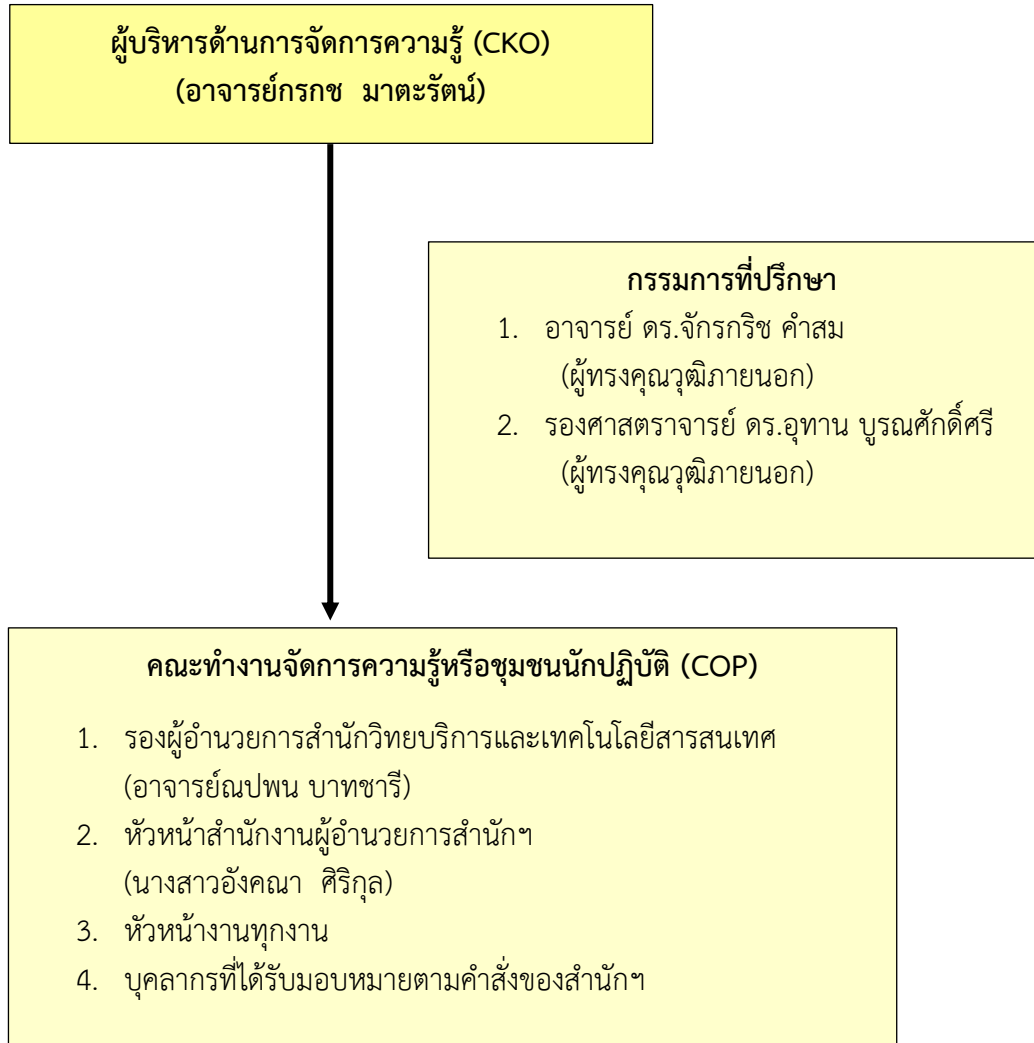 ผู้บริหารด้านการจัดการความรู้ (CKO)
(อาจารย์กรกช มาตะรัตน์)
กรรมการที่ปรึกษา
1. อาจารย์ ดร.จักรกริช คำสม
(ผู้ทรงคุณวุฒิภายนอก)
2. รองศาสตราจารย์ ดร.อุทาน บูรณศักดิ์ศรี
(ผู้ทรงคุณวุฒิภายนอก)
คณะทำงานจัดการความรู้หรือชุมชนนักปฏิบัติ (COP)
1. รองผู้อำนวยการสำนักวิทยบริการและเทคโนโลยีสารสนเทศ
(อาจารย์ณปพน บาทชารี)
2. หัวหน้าสำนักงานผู้อำนวยการสำนักฯ
(นางสาวอังคณา ศิริกุล)
3. หัวหน้างานทุกงาน
4. บุคลากรที่ได้รับมอบหมายตามคำสั่งของสำนักฯ